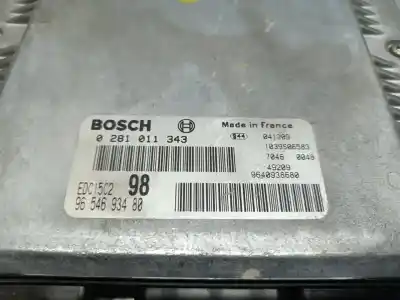 BOSCH
Made in France
0 281 011 343
041209
1039S06583
7046 0048
49209
9640938680
EDC15C2 98
96 546 934 80